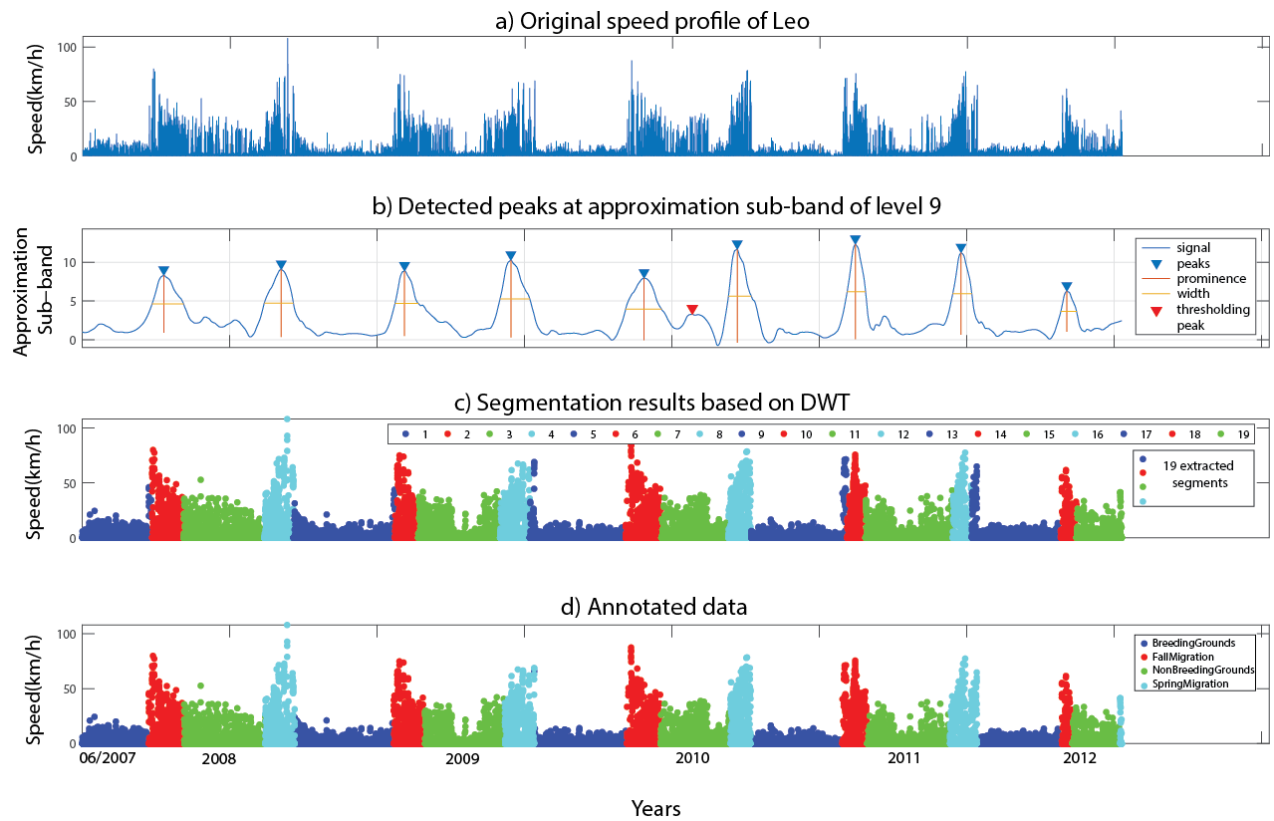 a) Original speed profile of Leo
Speed(km/h)
100
50
0
b) Detected peaks at approximation sub-band of level 9
Approximation
Sub-band
10
5
0
signal
peaks
prominence
width
thresholding
peak
c) Segmentation results based on DWT
Speed(km/h)
100
50
0
1 2 3 4 5 6 7 8 9 10 11 12 13 14 15 16 17 18 19
19 extracted
segments
d) Annotated data
Speed(km/h)
100
50
0
BreedingGrounds
FallMigration
NonBreedingGrounds
SpringMigration
06/2007 2008 2009 2010 2011 2012
Years